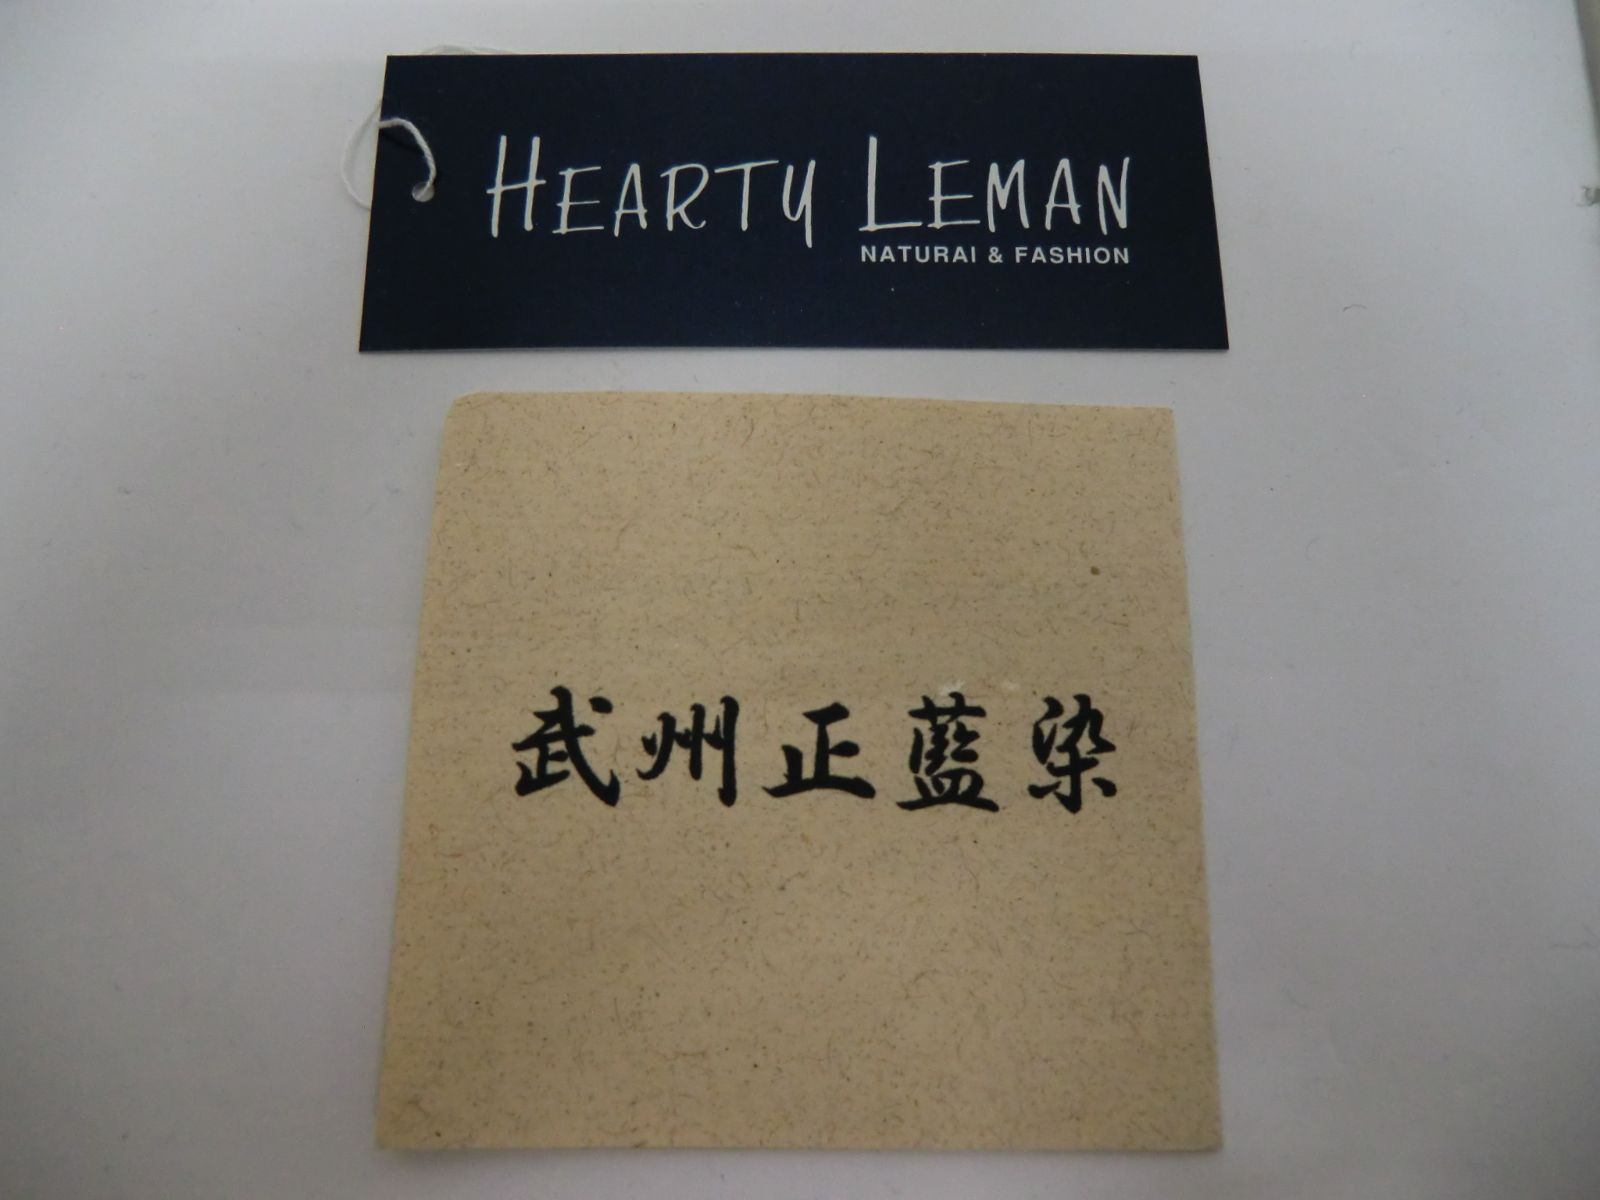 HEARTY LEMAN
NATURAI & FASHION
武州正藍染